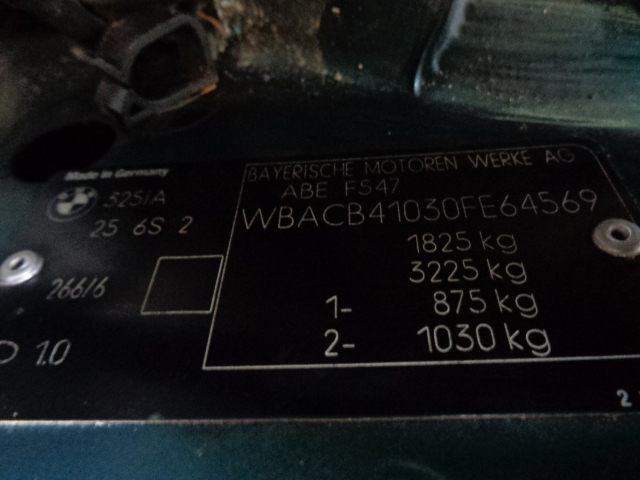 Made in Germany
BMW
325iA
25 6S 2
266/6
1.0
BAYERISCHE MOTOREN WERKE AG
ABE F547
WBACB41030FE64569
1825 kg
3225 kg
1- 875 kg
2- 1030 kg
2